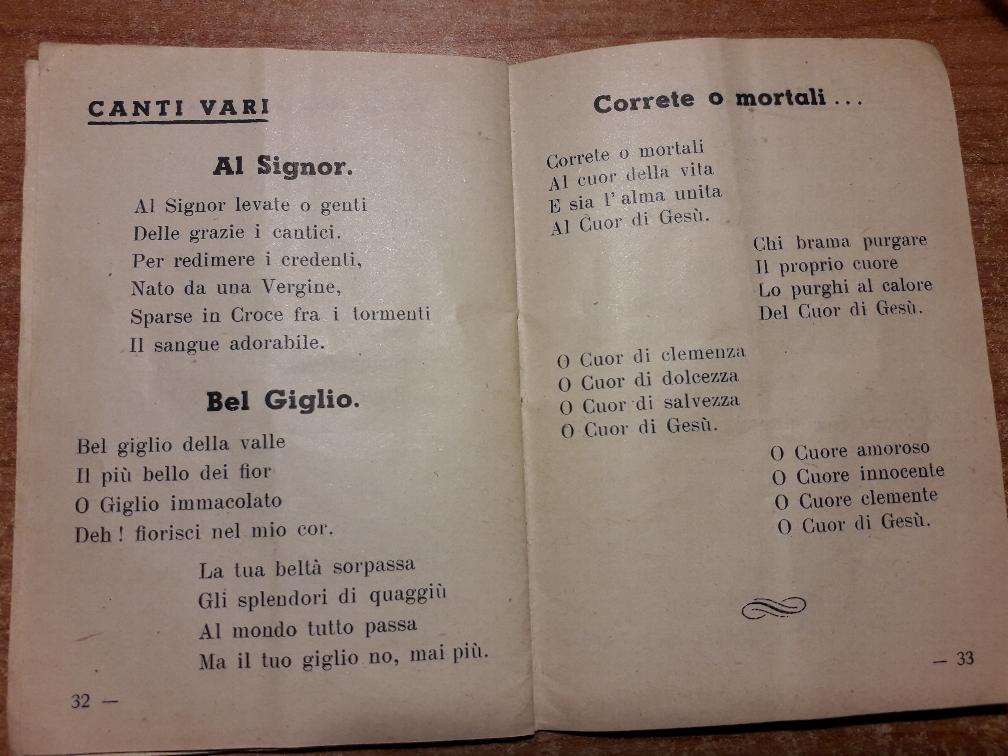 CANTI VARI
Al Signor.
Al Signor levate o genti
Delle grazie i cantici.
Per redimere i credenti,
Nato da una Vergine,
Sparse in Croce fra i tormenti
Il sangue adorabile.
Bel Giglio.
Bel giglio della valle
Il più bello dei fior
O Giglio immacolato
Deh! fiorisci nel mio cor.
La tua beltà sorpassa
Gli splendori di quaggiù
Al mondo tutto passa
Ma il tuo giglio no, mai più.
32 —
Correte o mortali...
Correte o mortali
Al cuor della vita
E sia l'alma unita
Al Cuor di Gesù.
Chi brama purgare
Il proprio cuore
Lo purghi al calore
Del Cuor di Gesù.
O Cuor di clemenza
O Cuor di dolcezza
O Cuor di salvezza
O Cuor di Gesù.
O Cuore amoroso
O Cuore innocente
O Cuore clemente
O Cuor di Gesù.
— 33